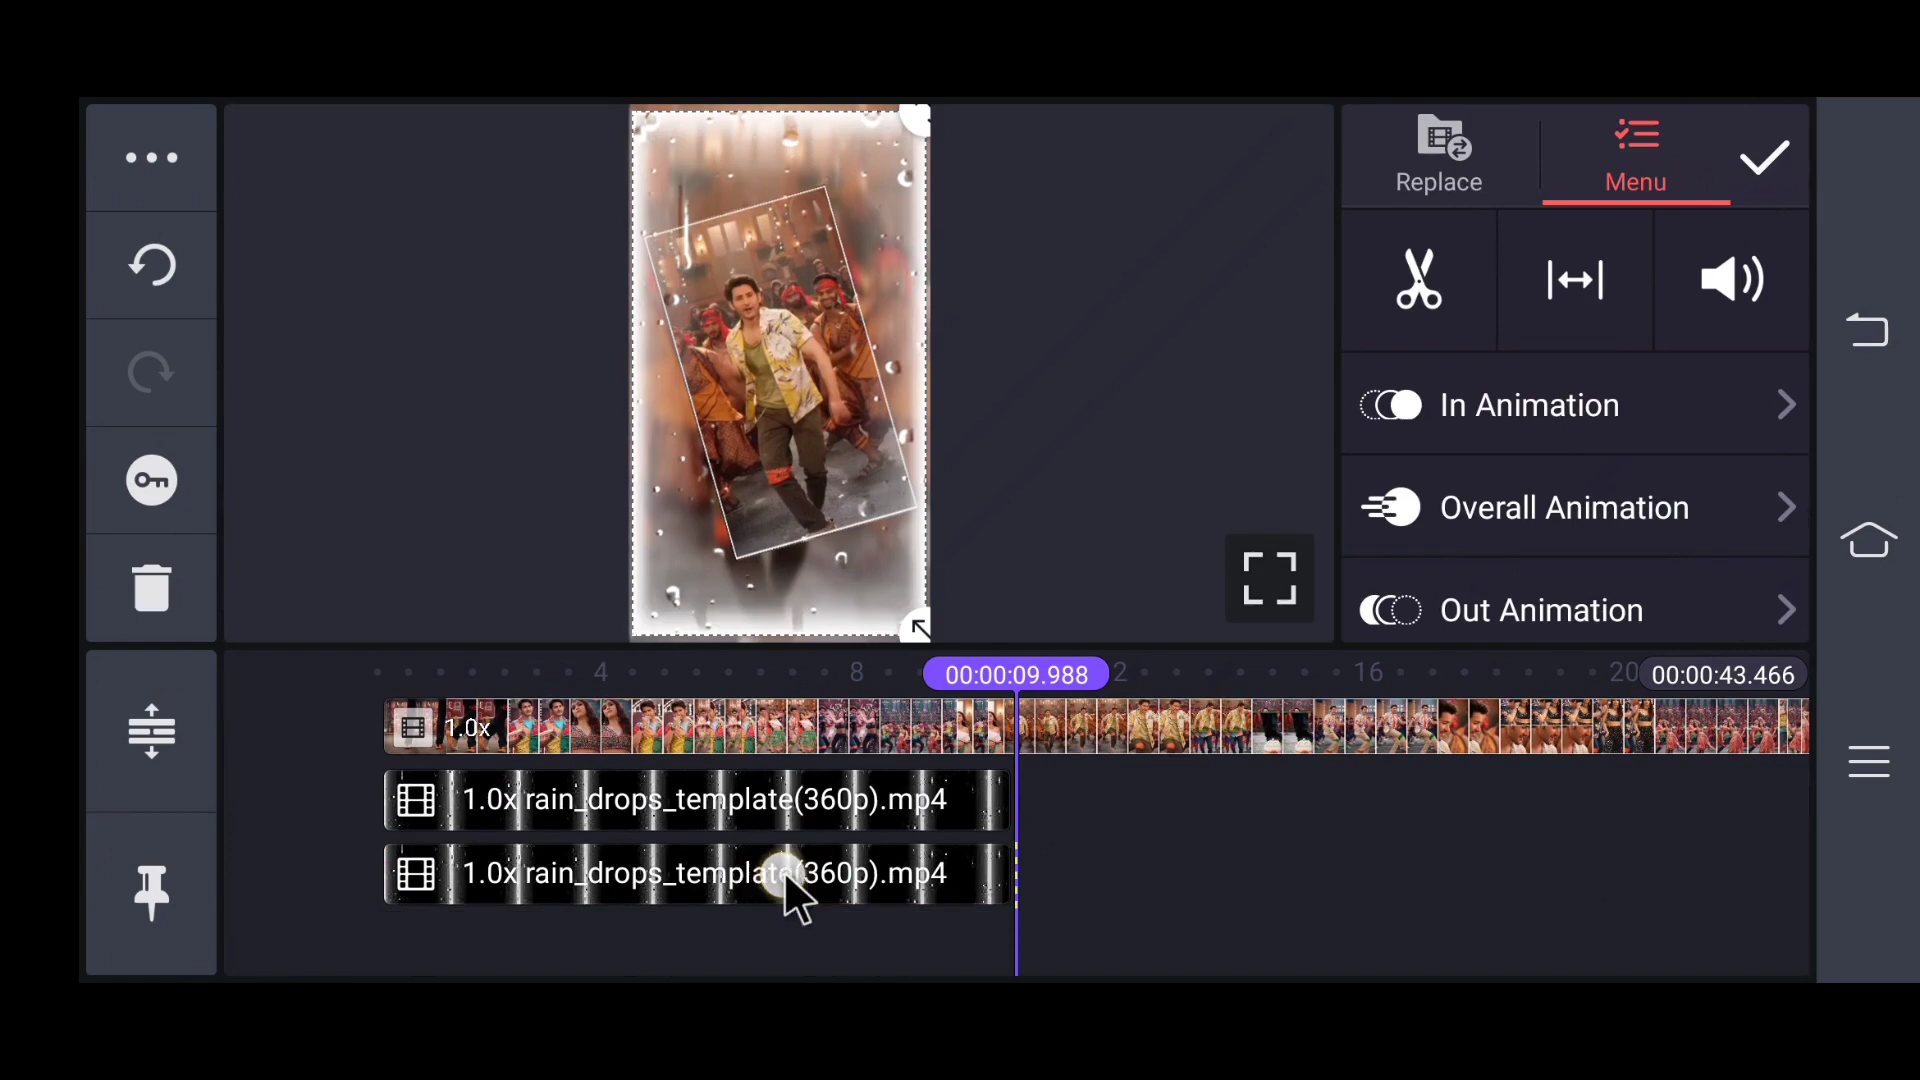 Replace
Menu
In Animation
Overall Animation
Out Animation
4
8
00:00:09.988
2
16
20
00:00:43.466
1.0x
1.0x rain_drops_template(360p).mp4
1.0x rain_drops_template(360p).mp4